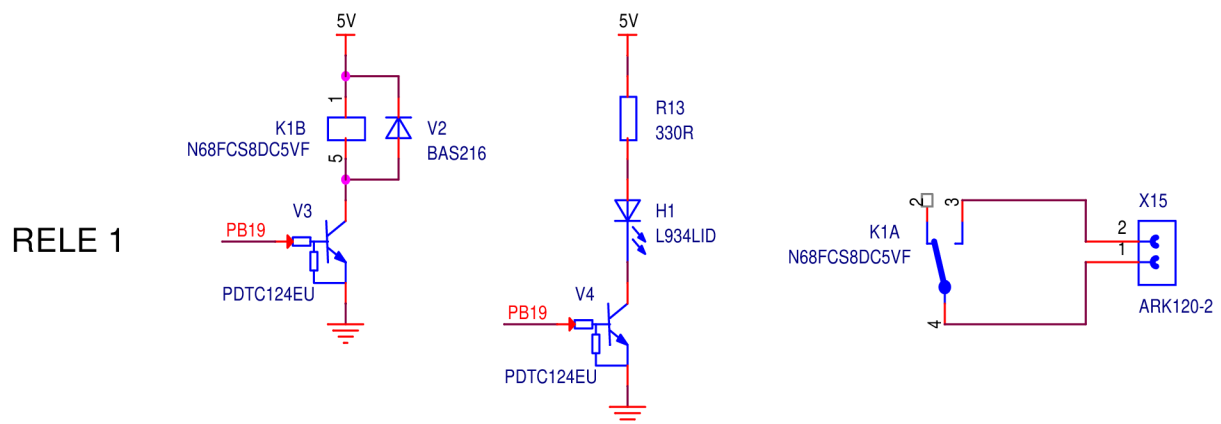 RELE 1
5V
1
K1B
N68FCS8DC5VF
5
V2
BAS216
V3
PB19
PDTC124EU
5V
R13
330R
H1
L934LID
V4
PB19
PDTC124EU
2
3
K1A
N68FCS8DC5VF
4
X15
2
1
ARK120-2